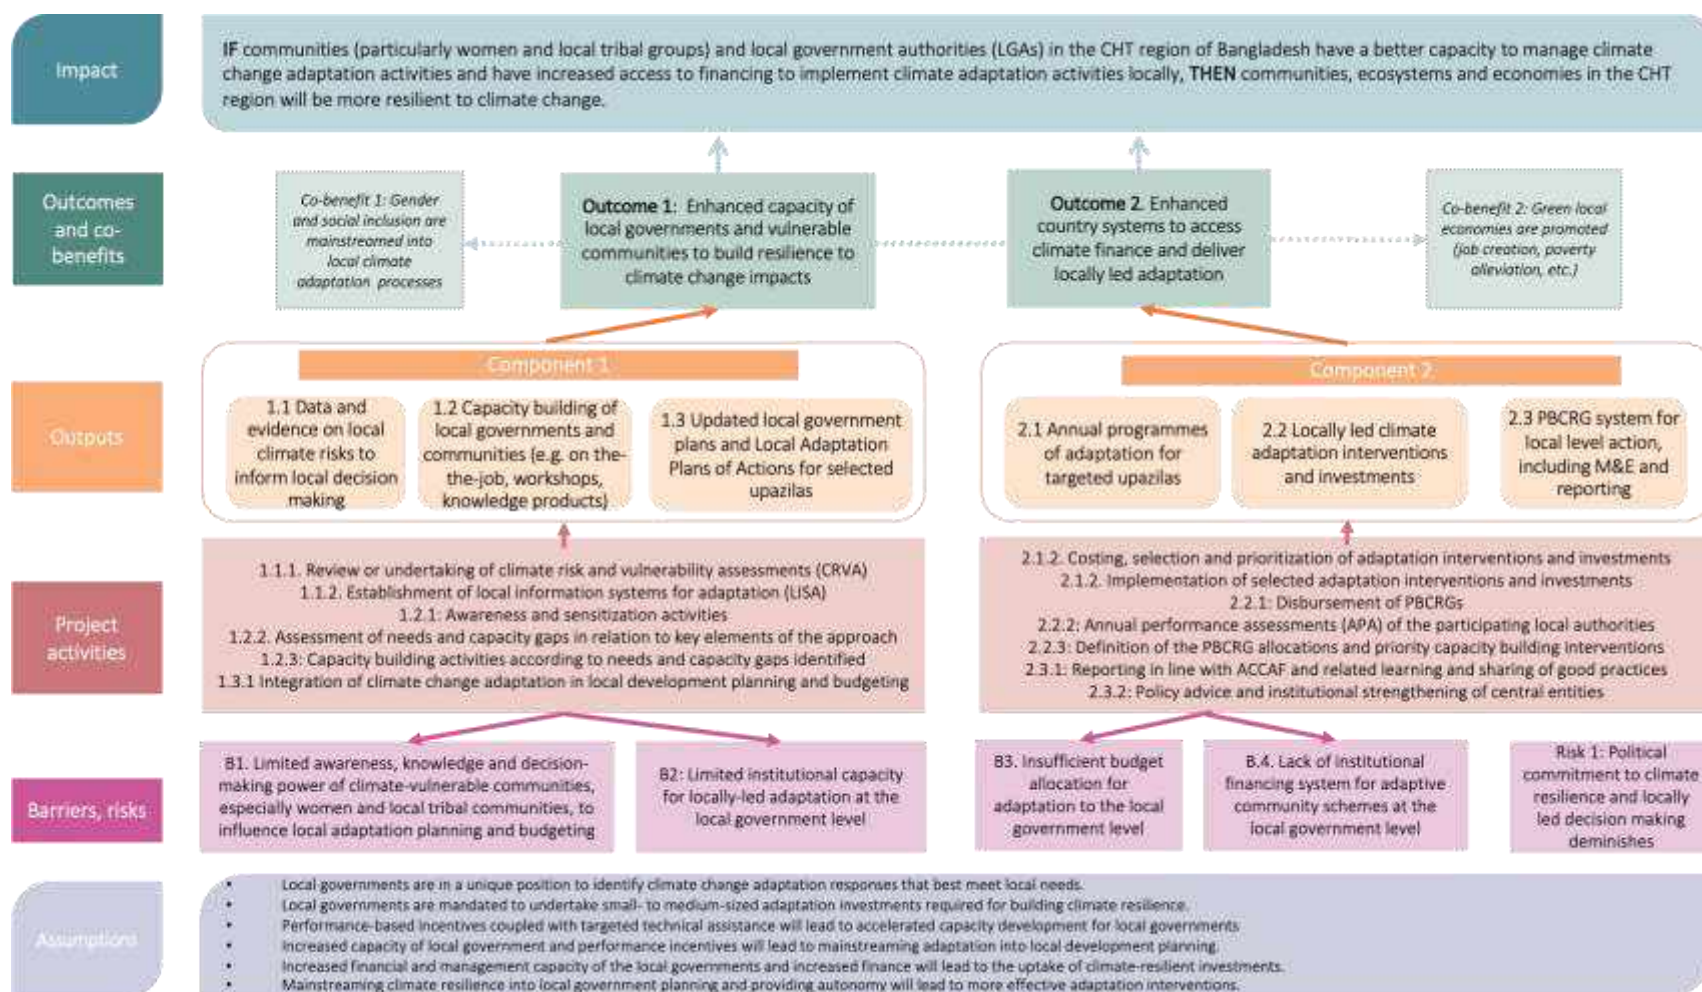 Impact
IF communities (particularly women and local tribal groups) and local government authorities (LGAs) in the CHT region of Bangladesh have a better capacity to manage climate
change adaptation activities and have increased access to financing to implement climate adaptation activities locally, THEN communities, ecosystems and economies in the CHT
region will be more resilient to climate change.
Outcomes
and co-
benefits
Co-benefit 1: Gender
and social inclusion are
mainstreamed into
local climate
adaptation processes
Outcome 1: Enhanced capacity of
local governments and vulnerable
communities to build resilience to
climate change impacts
Outcome 2. Enhanced
country systems to access
climate finance and deliver
locally led adaptation
Co-benefit 2: Green local
economies are promoted
(job creation, poverty
alleviation, etc.)
Outputs
Component 1
1.1 Data and
evidence on local
climate risks to
inform local decision
making
1.2 Capacity building of
local governments and
communities (e.g. on the-
the-job, workshops,
knowledge products)
1.3 Updated local government
plans and Local Adaptation
Plans of Actions for selected
upazilas
Component 2
2.1 Annual programmes
of adaptation for
targeted upazilas
2.2 Locally led climate
adaptation interventions
and investments
2.3 PBCRG system for
local level action,
including M&E and
reporting
Project
activities
1.1.1. Review or undertaking of climate risk and vulnerability assessments (CRVA)
1.1.2. Establishment of local information systems for adaptation (LISA)
1.2.1: Awareness and sensitization activities
1.2.2. Assessment of needs and capacity gaps in relation to key elements of the approach
1.2.3: Capacity building activities according to needs and capacity gaps identified
1.3.1 Integration of climate change adaptation in local development planning and budgeting
2.1.2. Costing, selection and prioritization of adaptation interventions and investments
2.1.2. Implementation of selected adaptation interventions and investments
2.2.1: Disbursement of PBCRGs
2.2.2: Annual performance assessments (APA) of the participating local authorities
2.2.3: Definition of the PBCRG allocations and priority capacity building interventions
2.3.1: Reporting in line with ACCAF and related learning and sharing of good practices
2.3.2: Policy advice and institutional strengthening of central entities
Barriers, risks
B1. Limited awareness, knowledge and decision-
making power of climate-vulnerable communities,
especially women and local tribal communities, to
influence local adaptation planning and budgeting
B2: Limited institutional capacity
for locally-led adaptation at the
local government level
B3. Insufficient budget
allocation for
adaptation to the local
government level
B.4. Lack of institutional
financing system for adaptive
community schemes at the
local government level
Risk 1: Political
commitment to climate
resilience and locally
led decision making
deminishes
Assumptions
• Local governments are in a unique position to identify climate change adaptation responses that best meet local needs.
• Local governments are mandated to undertake small- to medium-sized adaptation investments required for building climate resilience.
• Performance-based Incentives coupled with targeted technical assistance will lead to accelerated capacity development for local governments
• Increased capacity of local government and performance incentives will lead to mainstreaming adaptation into local development planning.
• Increased financial and management capacity of the local governments and increased finance will lead to the uptake of climate-resilient investments.
• Mainstreaming climate resilience into local government planning and providing autonomy will lead to more effective adaptation interventions.